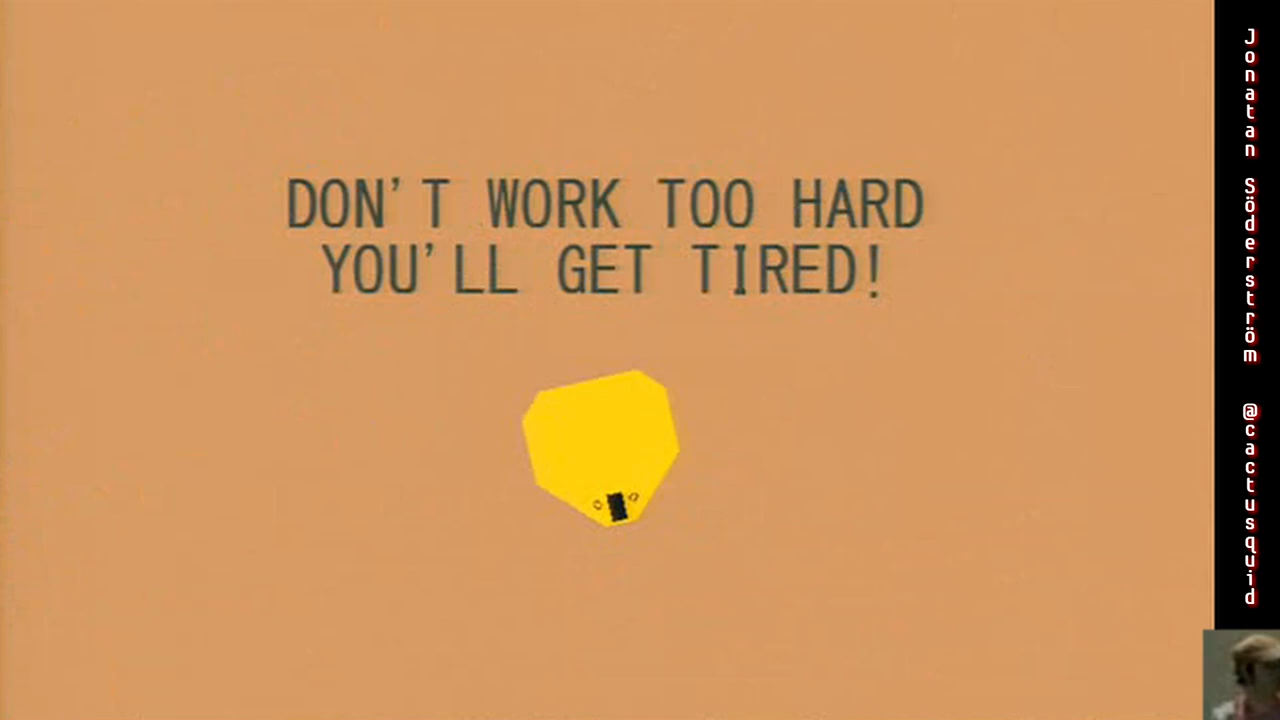 DON'T WORK TOO HARD
YOU'LL GET TIRED!
Jonatan Söderström @cactusquid